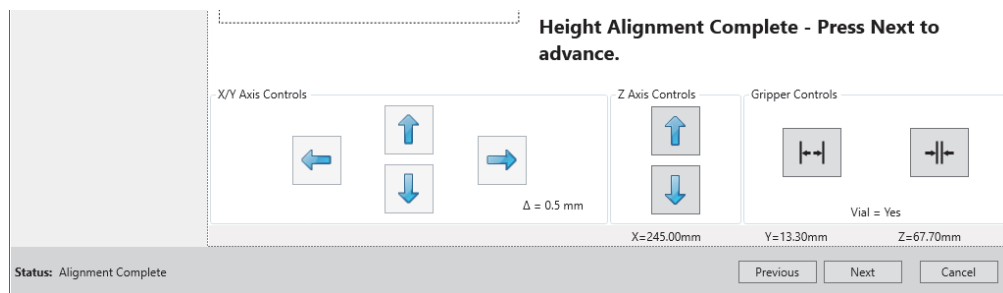 Height Alignment Complete - Press Next to
advance.
X/Y Axis Controls
Z Axis Controls
Gripper Controls
Δ = 0.5 mm
Vial = Yes
X=245.00mm Y=13.30mm Z=67.70mm
Status: Alignment Complete
Previous Next Cancel